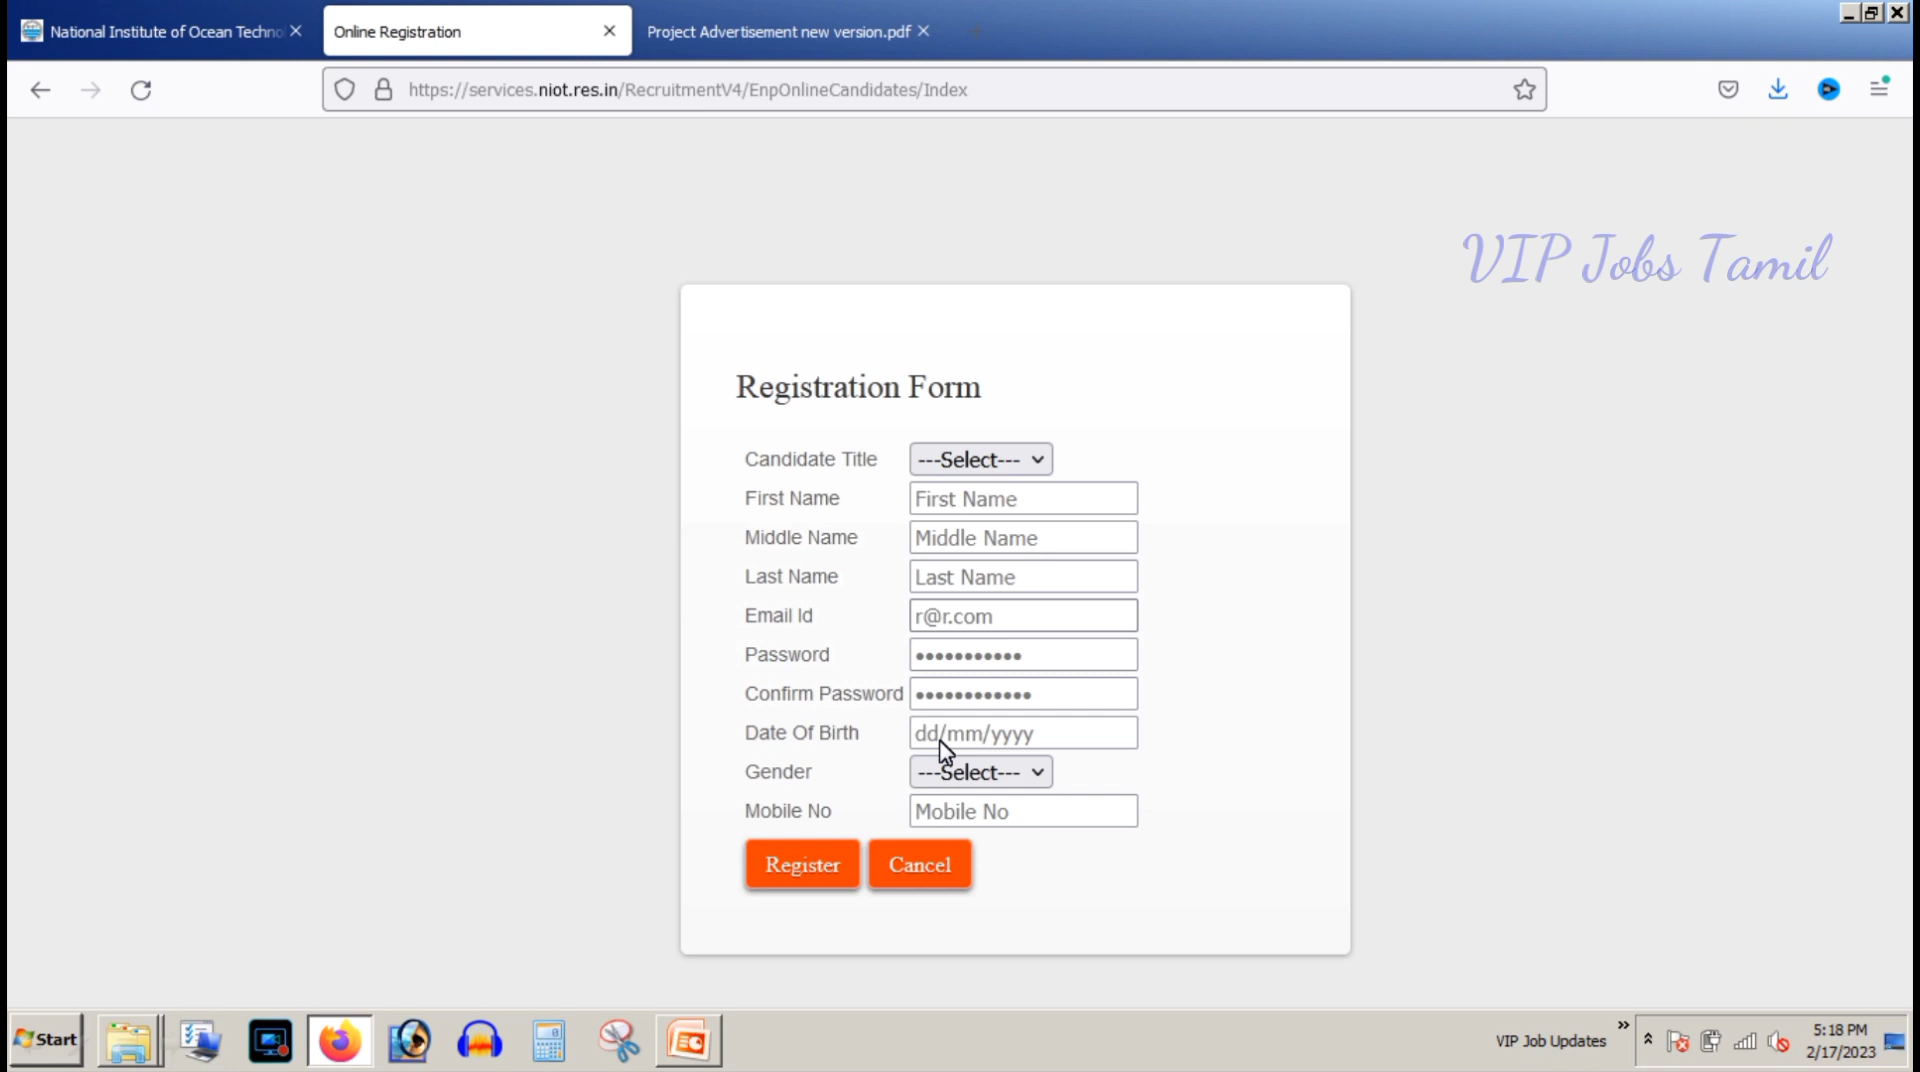 National Institute of Ocean Techno
Online Registration
Project Advertisement new version.pdf
https://services.niot.res.in/RecruitmentV4/EnpOnlineCandidates/Index
VIP Jobs Tamil
Registration Form
Candidate Title ---Select---
First Name First Name
Middle Name Middle Name
Last Name Last Name
Email Id r@r.com
Password ●●●●●●●●●●●
Confirm Password ●●●●●●●●●●●●
Date Of Birth dd/mm/yyyy
Gender ---Select---
Mobile No Mobile No
Register Cancel
Start
VIP Job Updates
5:18 PM
2/17/2023